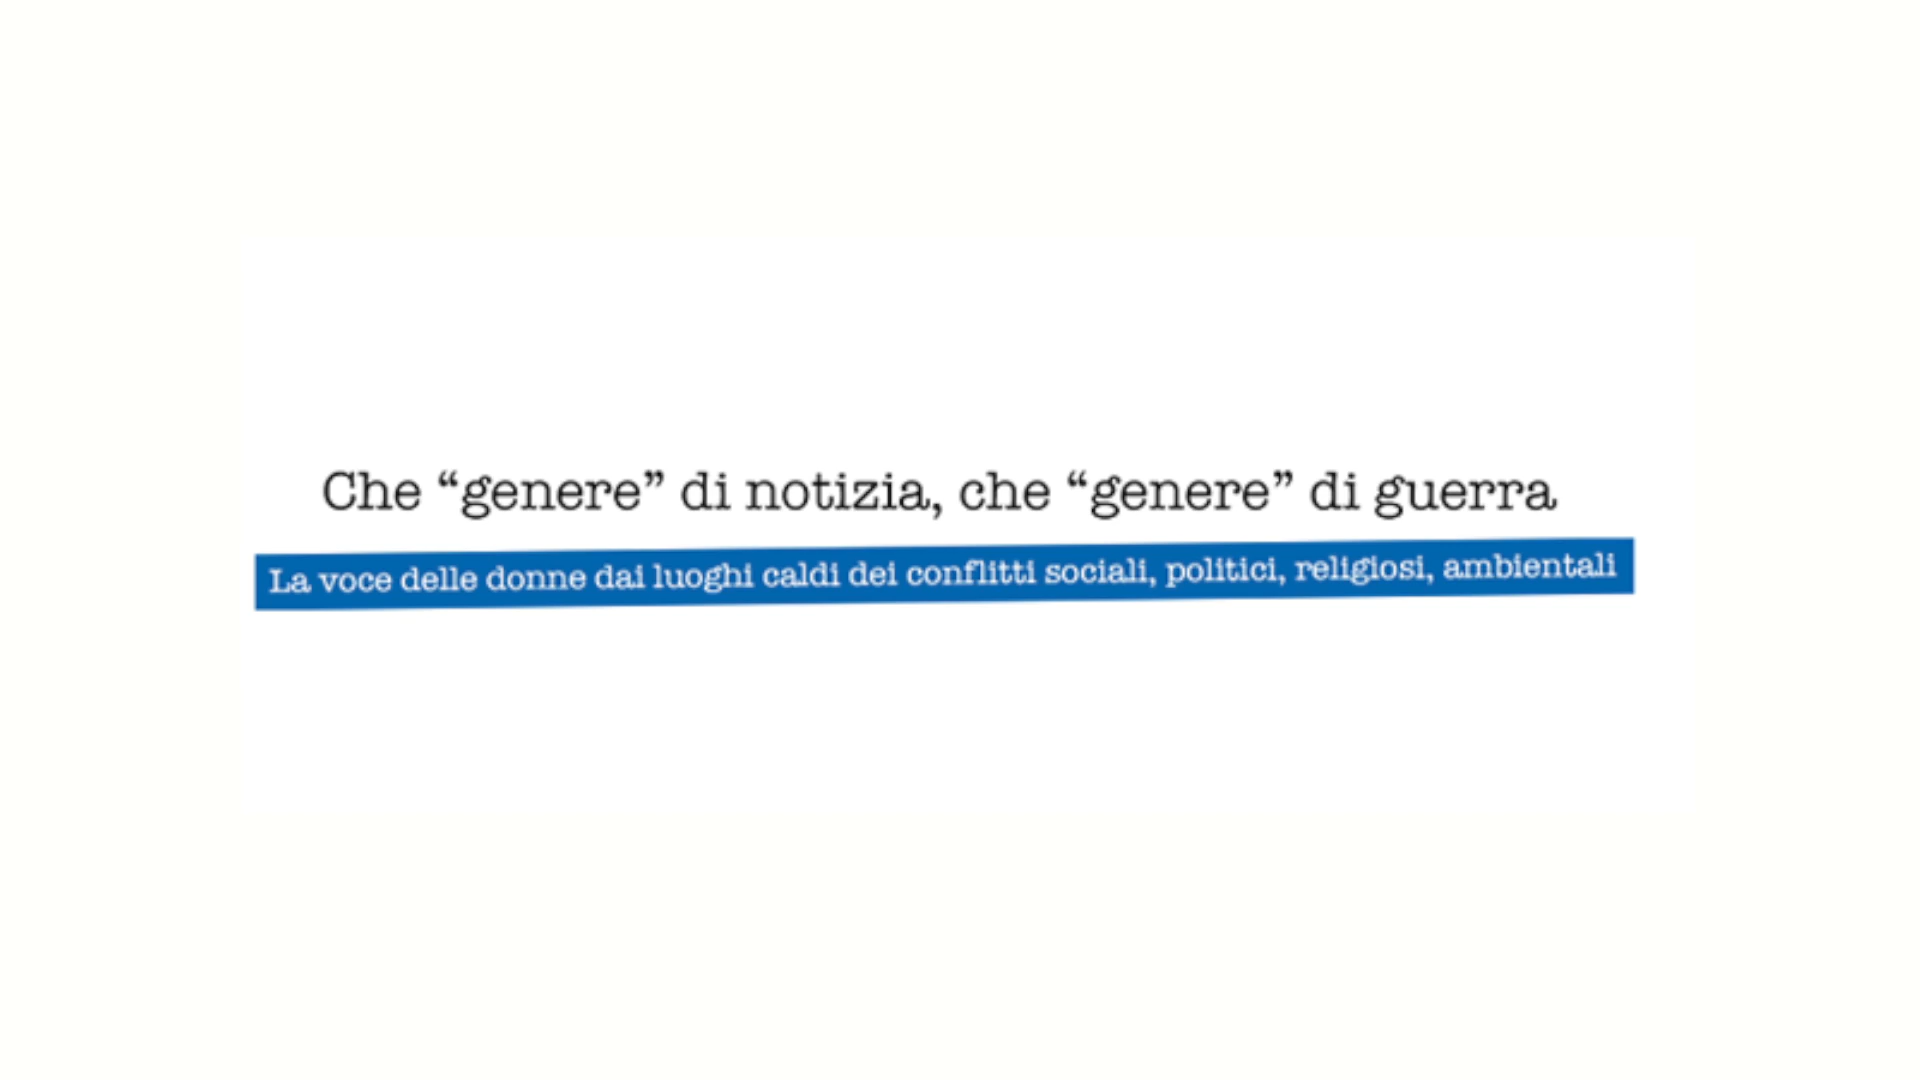 Che “genere” di notizia, che “genere” di guerra
La voce delle donne dai luoghi caldi dei conflitti sociali, politici, religiosi, ambientali